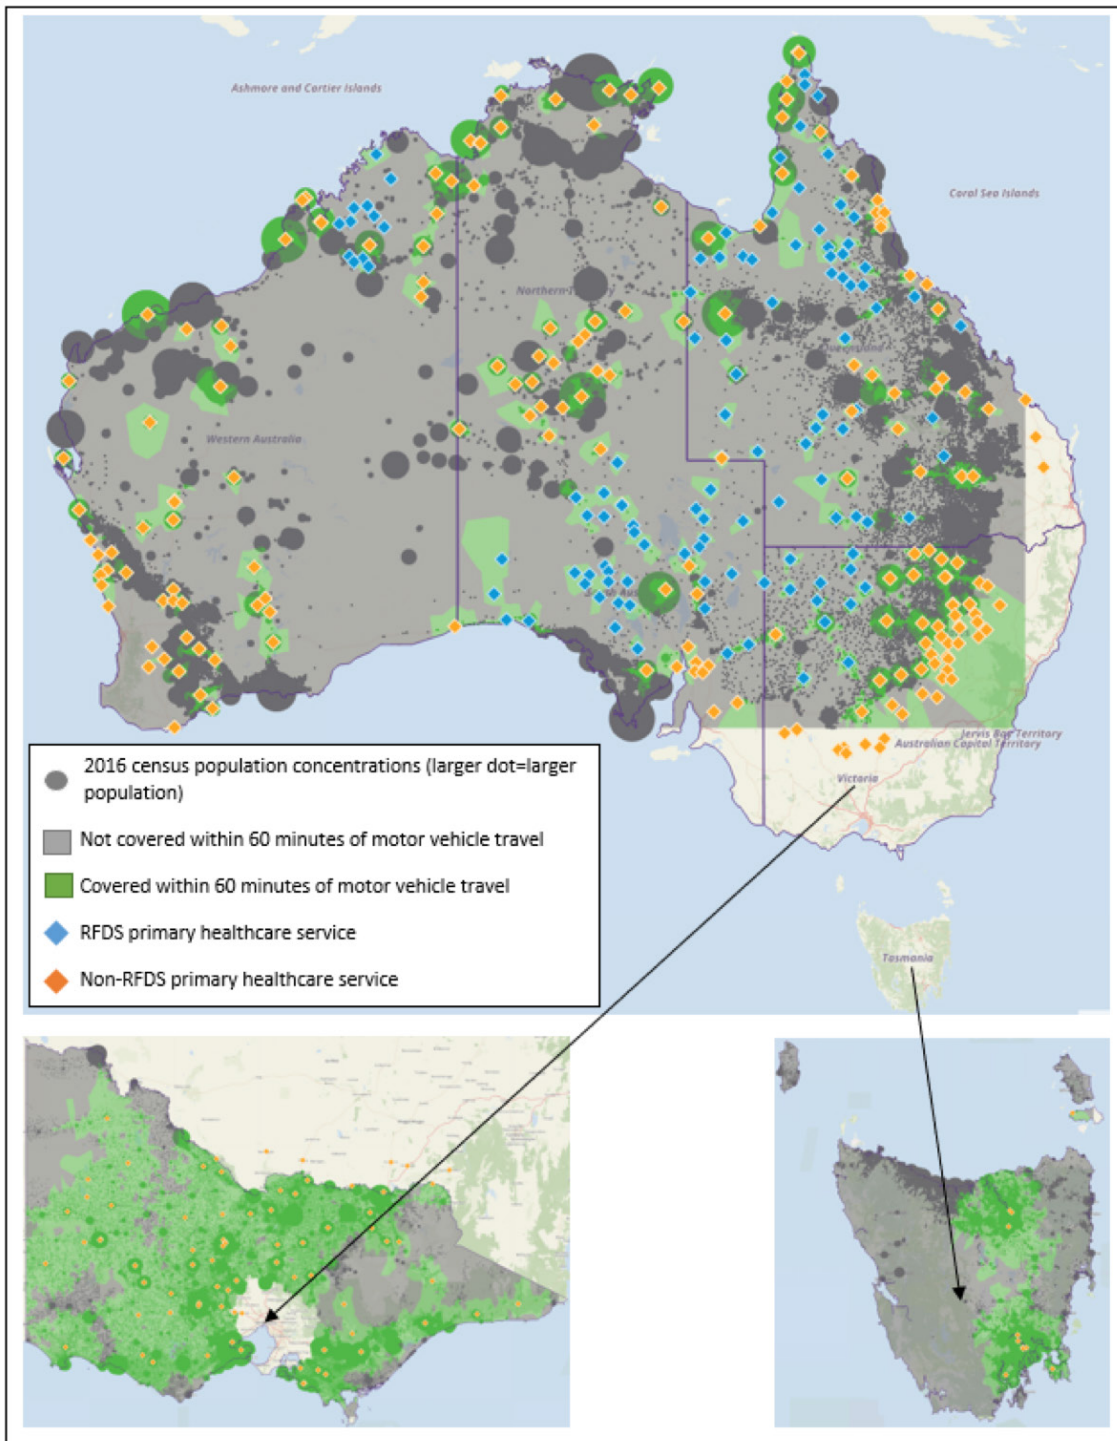 Ashmore and Cartier Islands
Coral Sea Islands
Queensland
Western Australia
Jervis Bay Territory
Australian Capital Territory
Victoria
2016 census population concentrations (larger dot=larger
population)
Not covered within 60 minutes of motor vehicle travel
Covered within 60 minutes of motor vehicle travel
RFDS primary healthcare service
Non-RFDS primary healthcare service
Tasmania